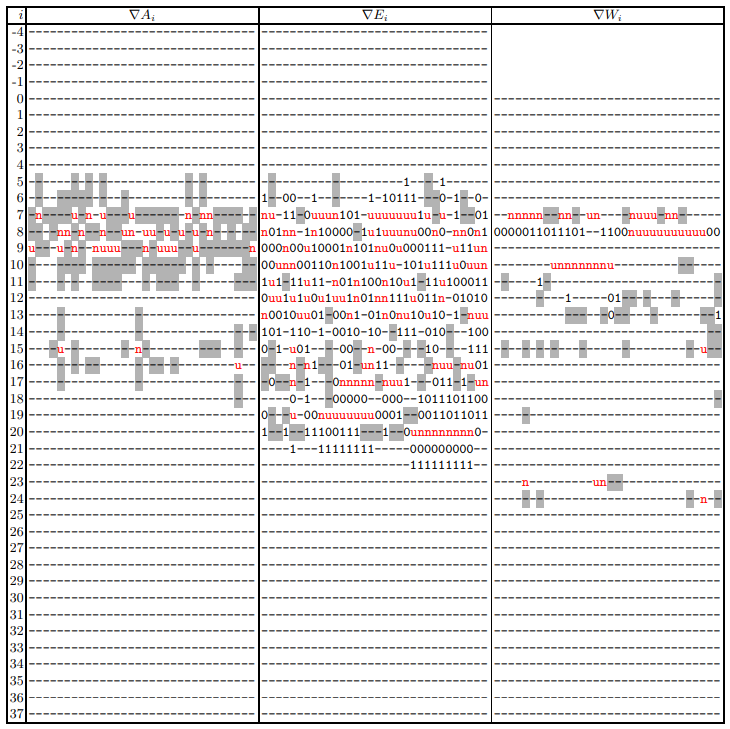 i ∇A_i ∇E_i ∇W_i
-4 -------------------------------- --------------------------------
-3 -------------------------------- --------------------------------
-2 -------------------------------- --------------------------------
-1 -------------------------------- --------------------------------
0 -------------------------------- -------------------------------- --------------------------------
1 -------------------------------- -------------------------------- --------------------------------
2 -------------------------------- -------------------------------- --------------------------------
3 -------------------------------- -------------------------------- --------------------------------
4 -------------------------------- -------------------------------- --------------------------------
5 -------------------------------- --------------------1----1------ --------------------------------
6 -------------------------------- 1--00--1-------1-10111---0-1--0- --------------------------------
7 -n----u-n-u---u-------n-nn------ nu-11-0uuun101-uuuuuuuu1u-u-1-01 --nnnnn--nn--un----nuuu-nn------
8 ----nn-n--n--un-uu-u-u-u-n------ n01nn-1n10000-1u1uuunu00n0-nn0n1 0000011011101--1100nuuuuuuuuuu00
9 u---u-n--nuuu---n-uuu--u-n-----n 000n00u10001n101nu0u000111-u11un --------------------------------
10 -------------------------------- 00unn00110n1001u11u-101u111u0uun --------unnnnnnnu---------------
11 -------------------------------- 1u1-11u11-n01n100n10u1-11u100011 ------1-------------------------
12 -------------------------------- 0uu1u1u0u1uu1n01nn111u011n-01010 ----------1-----01--------------
13 -------------------------------- n0010uu01-00n1-01n0nu10u10-1-nuu ----------------0--------------1
14 -------------------------------- 101-110-1-0010-10--111-010---100 --------------------------------
15 ----u----------n---------------- 0-1-u01----00--n-00---10-----111 -----------------------------u--
16 -----------------------------u-- ----n-n1---01-un11------nuu-nu01 --------------------------------
17 -------------------------------- -0--n-1---0nnnnn-nuu1---011-1-un --------------------------------
18 -------------------------------- ----0-1---00000--000--1011101100 --------------------------------
19 -------------------------------- 0---u-00nuuuuuuu0001--0011011011 --------------------------------
20 -------------------------------- 1--1--11100111------0unnnnnnnn0- --------------------------------
21 -------------------------------- ----1---11111111-----000000000-- --------------------------------
22 -------------------------------- ---------------------111111111-- --------------------------------
23 -------------------------------- -------------------------------- ----n---------un----------------
24 -------------------------------- -------------------------------- -----------------------------n--
25 -------------------------------- -------------------------------- --------------------------------
26 -------------------------------- -------------------------------- --------------------------------
27 -------------------------------- -------------------------------- --------------------------------
28 -------------------------------- -------------------------------- --------------------------------
29 -------------------------------- -------------------------------- --------------------------------
30 -------------------------------- -------------------------------- --------------------------------
31 -------------------------------- -------------------------------- --------------------------------
32 -------------------------------- -------------------------------- --------------------------------
33 -------------------------------- -------------------------------- --------------------------------
34 -------------------------------- -------------------------------- --------------------------------
35 -------------------------------- -------------------------------- --------------------------------
36 -------------------------------- -------------------------------- --------------------------------
37 -------------------------------- -------------------------------- --------------------------------